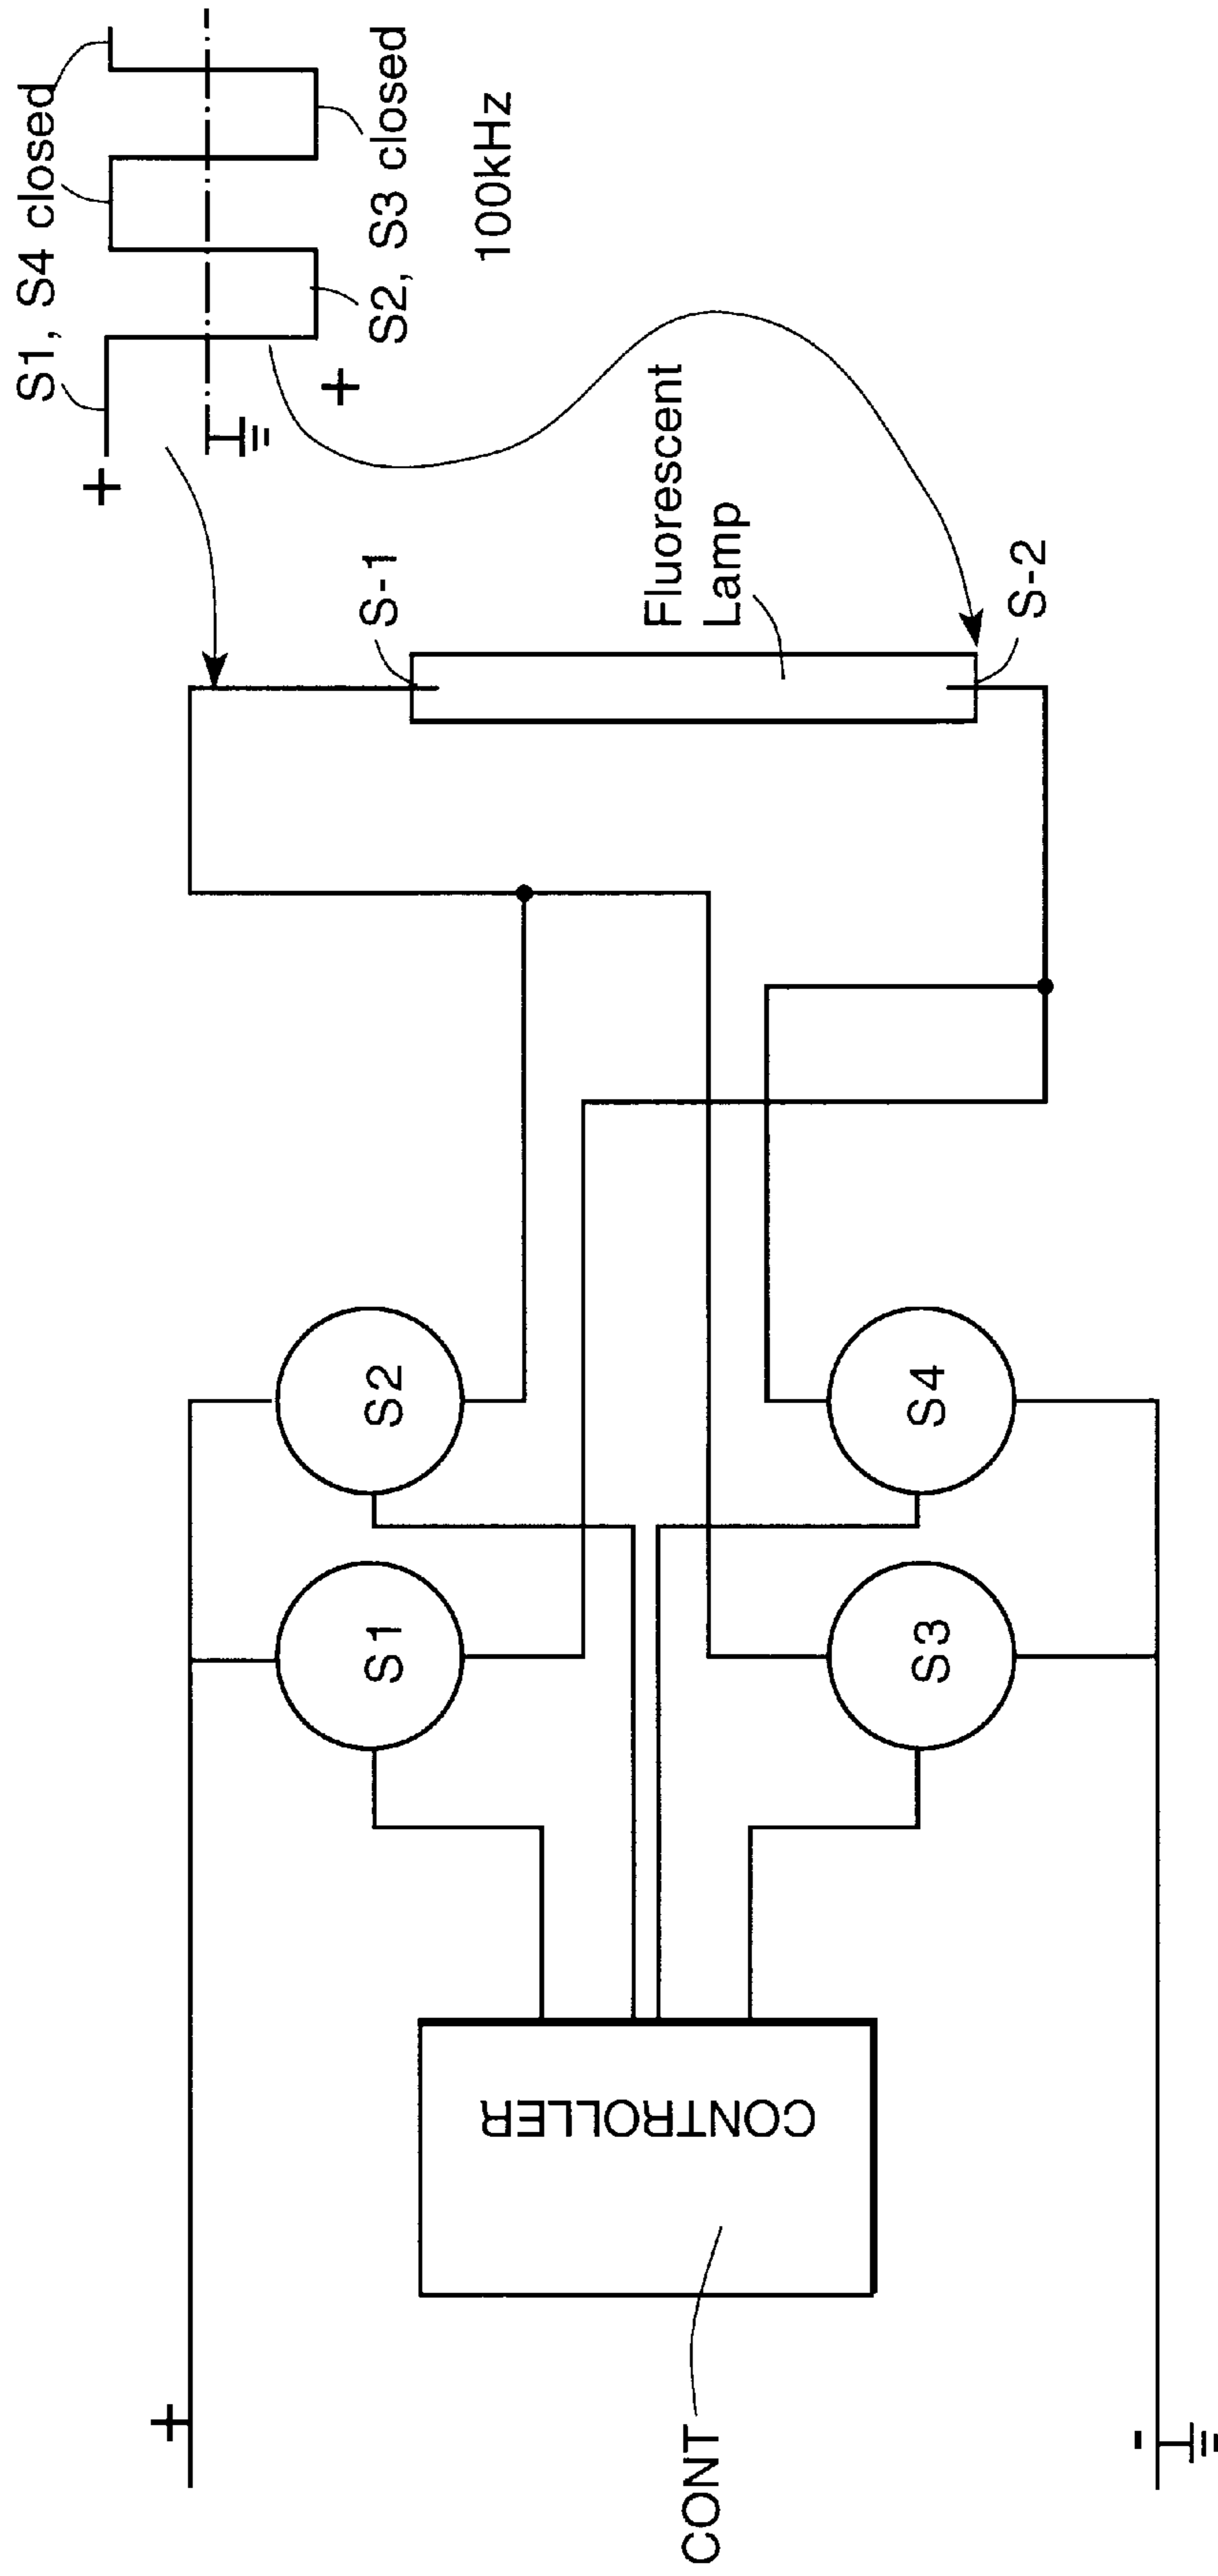 S1, S4 closed
+
S2, S3 closed
+
100kHz
S-1
Fluorescent
Lamp
S-2
S2
S4
S1
S3
CONTROLLER
CONT
+
-